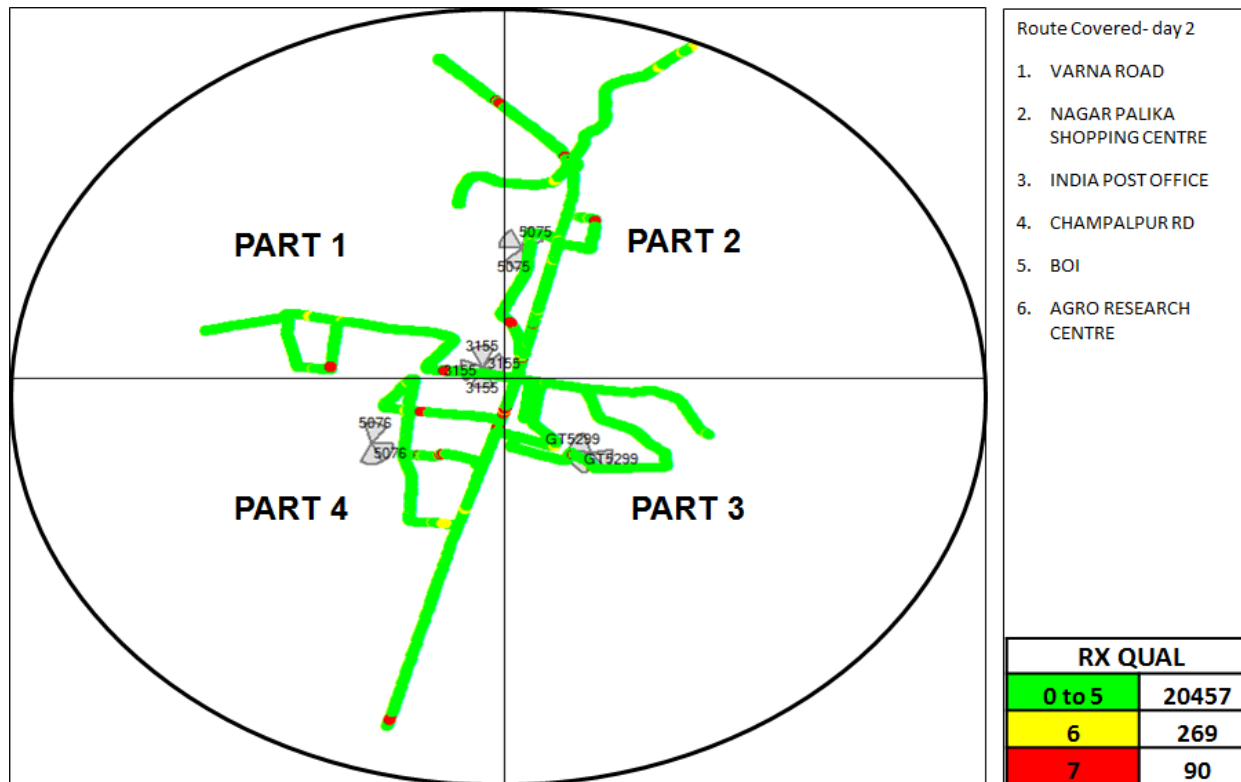 PART 1
PART 2
5075
5075
3155
3155
3155
3155
5076
5076
GT5299
GT5299
PART 4
PART 3
Route Covered- day 2
1. VARNA ROAD
2. NAGAR PALIKA
SHOPPING CENTRE
3. INDIA POST OFFICE
4. CHAMPALPUR RD
5. BOI
6. AGRO RESEARCH
CENTRE
RX QUAL
0 to 5 20457
6 269
7 90